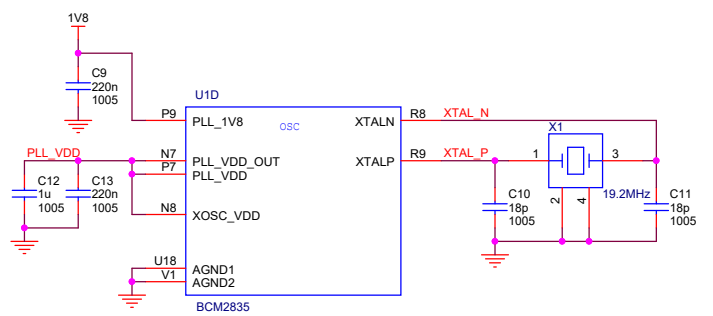 1V8
C9
220n
1005
U1D
P9
PLL_1V8
OSC
XTALN
R8
XTAL_N
X1
PLL_VDD
N7
PLL_VDD_OUT
XTALP
R9
XTAL_P
1
3
P7
PLL_VDD
C12
1u
1005
C13
220n
1005
N8
XOSC_VDD
C10
18p
1005
2
4
19.2MHz
C11
18p
1005
U18
AGND1
V1
AGND2
BCM2835